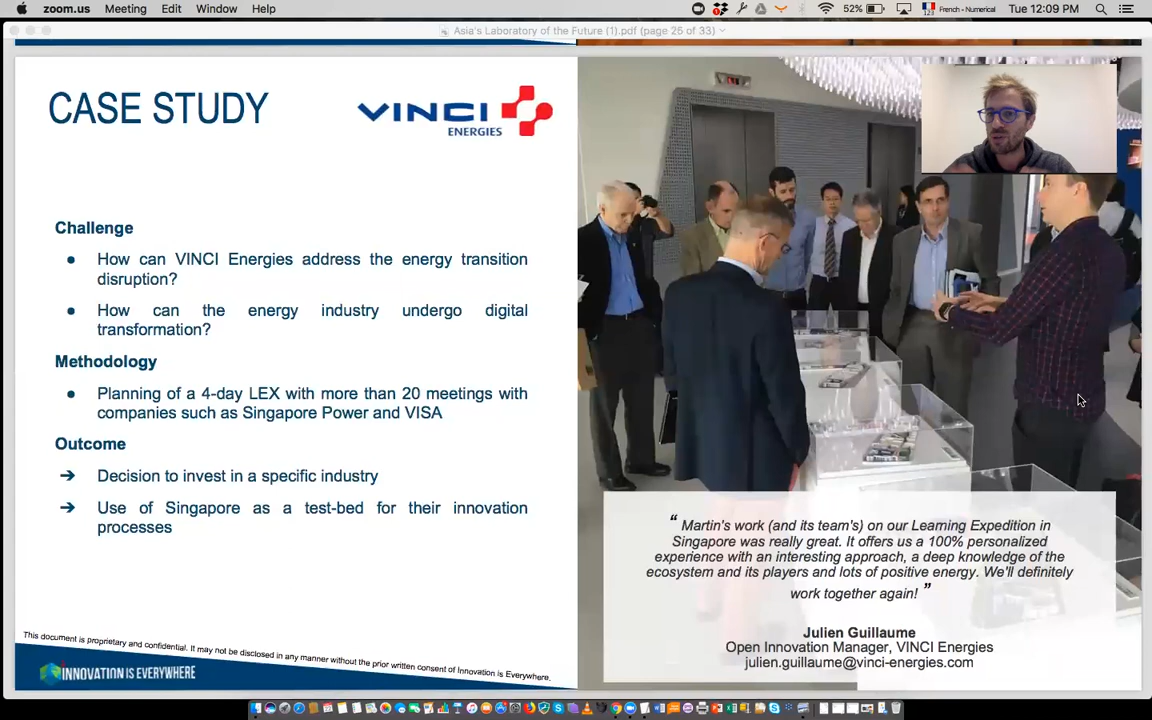 zoom.us Meeting Edit Window Help
52% French - Numerical Tue 12:09 PM
Asia's Laboratory of the Future (1).pdf (page 25 of 33)
CASE STUDY
VINCI
ENERGIES
Challenge
How can VINCI Energies address the energy transition
disruption?
How can the energy industry undergo digital
transformation?
Methodology
Planning of a 4-day LEX with more than 20 meetings with
companies such as Singapore Power and VISA
Outcome
Decision to invest in a specific industry
Use of Singapore as a test-bed for their innovation
processes
This document is proprietary and confidential. It may not be disclosed in any manner without the prior written consent of Innovation is Everywhere.
INNOVATION IS EVERYWHERE
“ Martin's work (and its team's) on our Learning Expedition in
Singapore was really great. It offers us a 100% personalized
experience with an interesting approach, a deep knowledge of the
ecosystem and its players and lots of positive energy. We'll definitely
work together again! ”
Julien Guillaume
Open Innovation Manager, VINCI Energies
julien.guillaume@vinci-energies.com